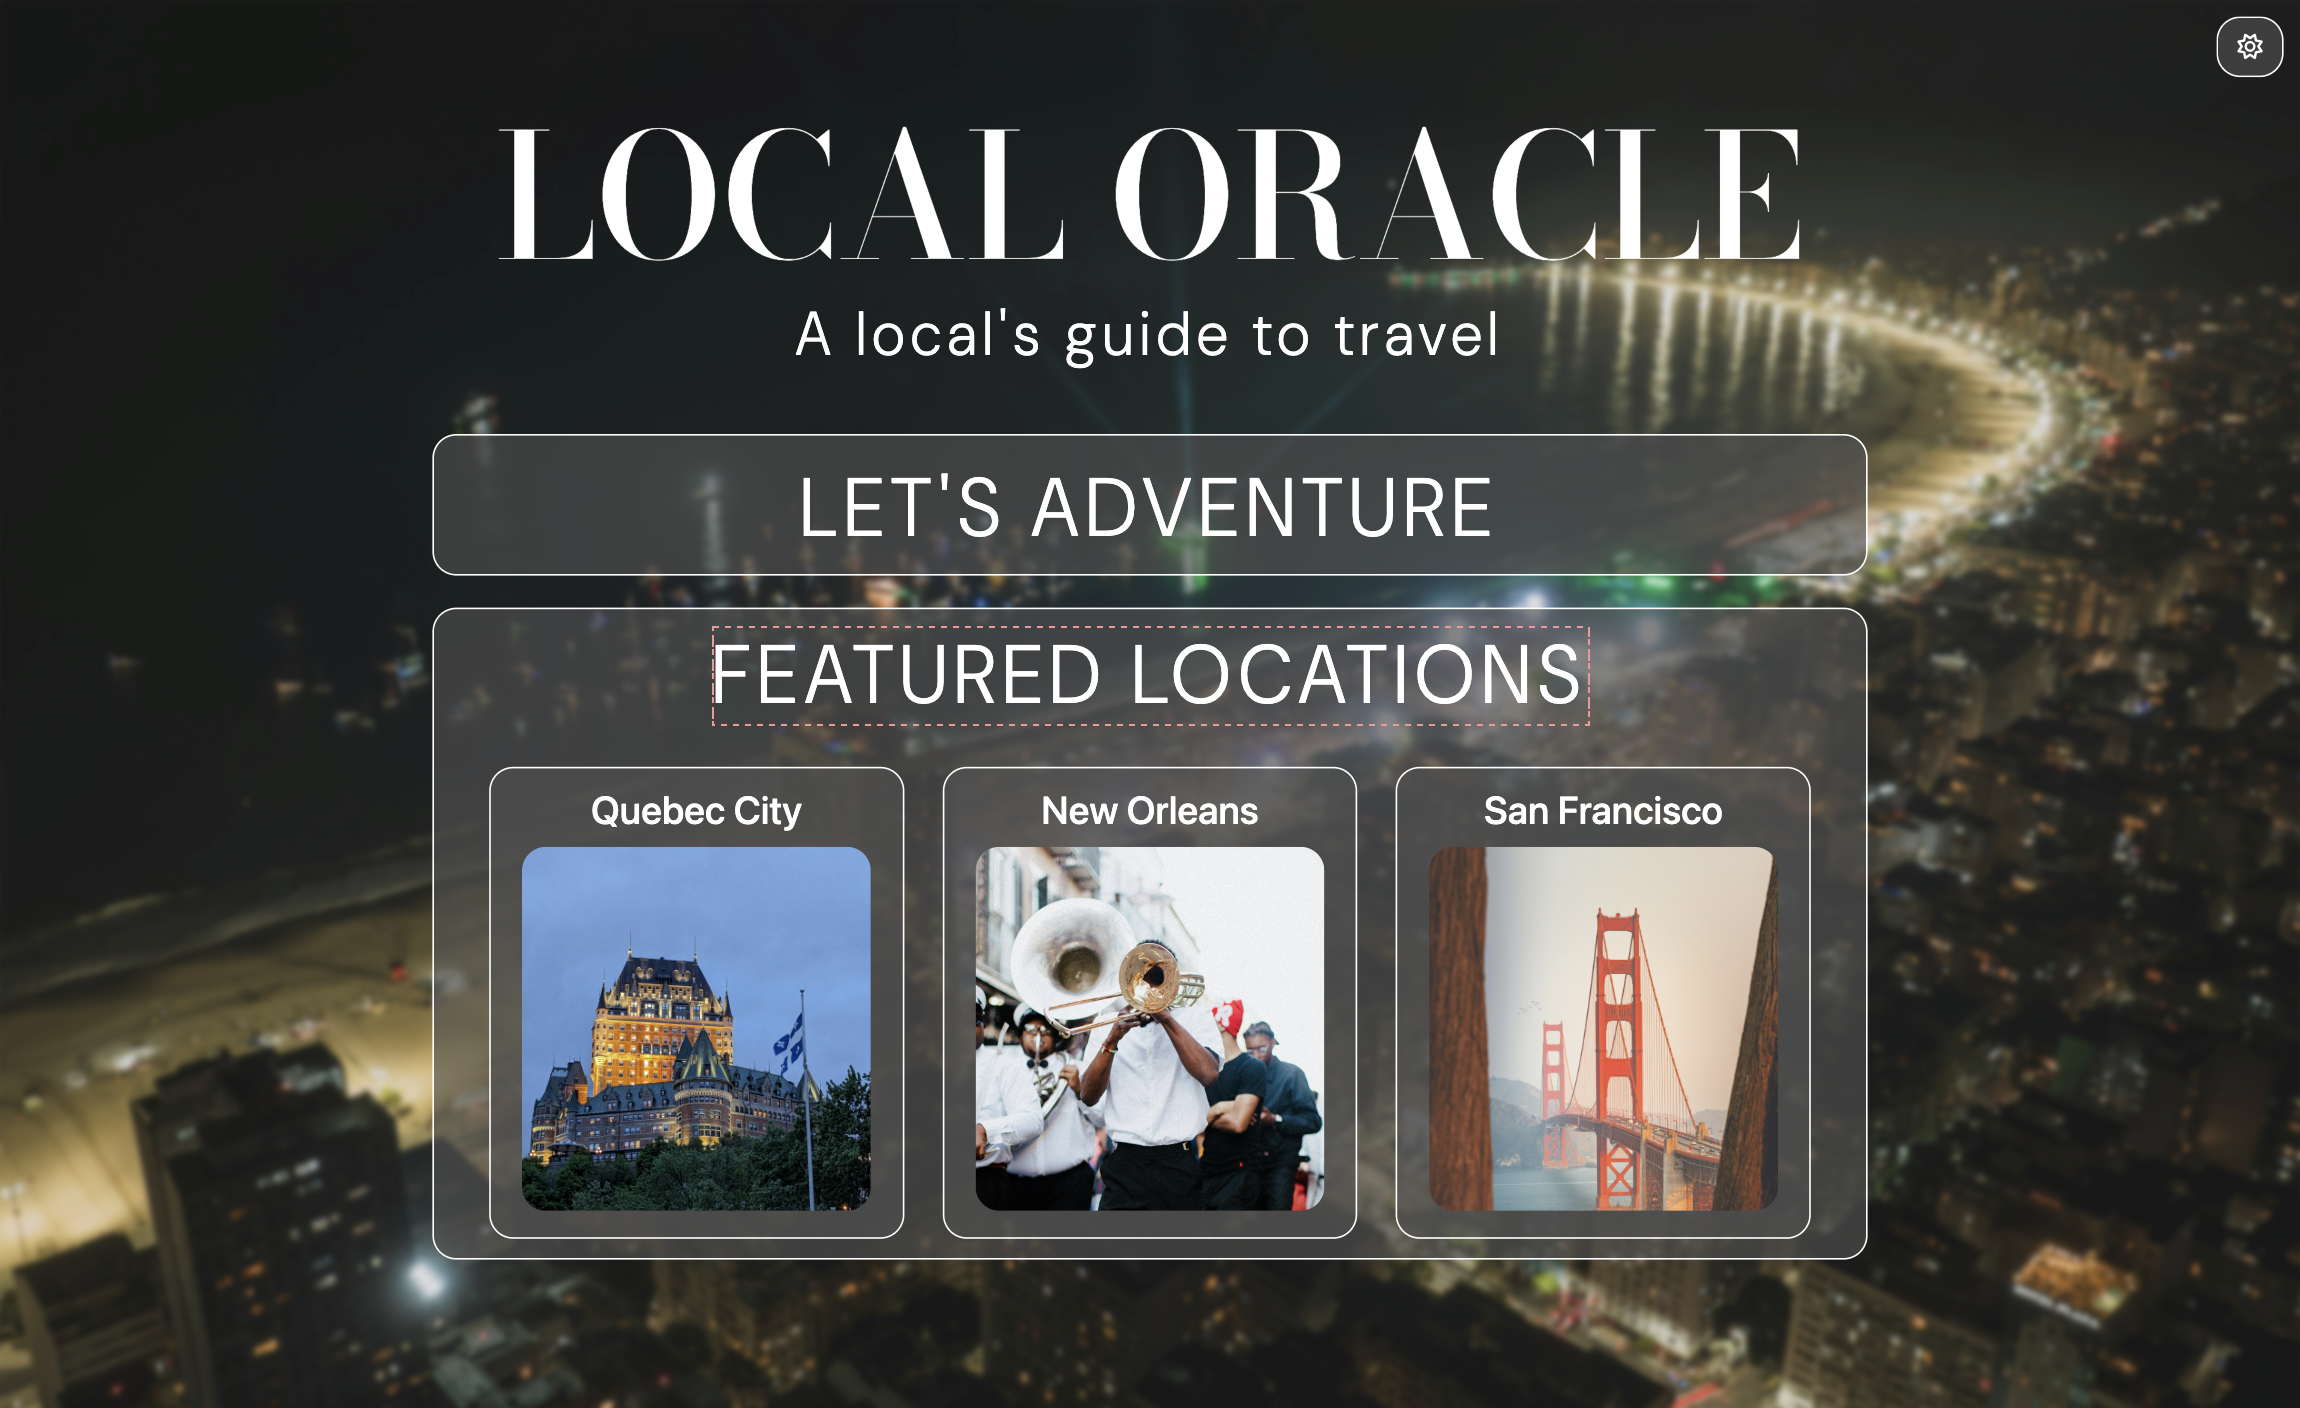 LOCAL ORACLE
A local's guide to travel
LET'S ADVENTURE
FEATURED LOCATIONS
Quebec City
New Orleans
San Francisco